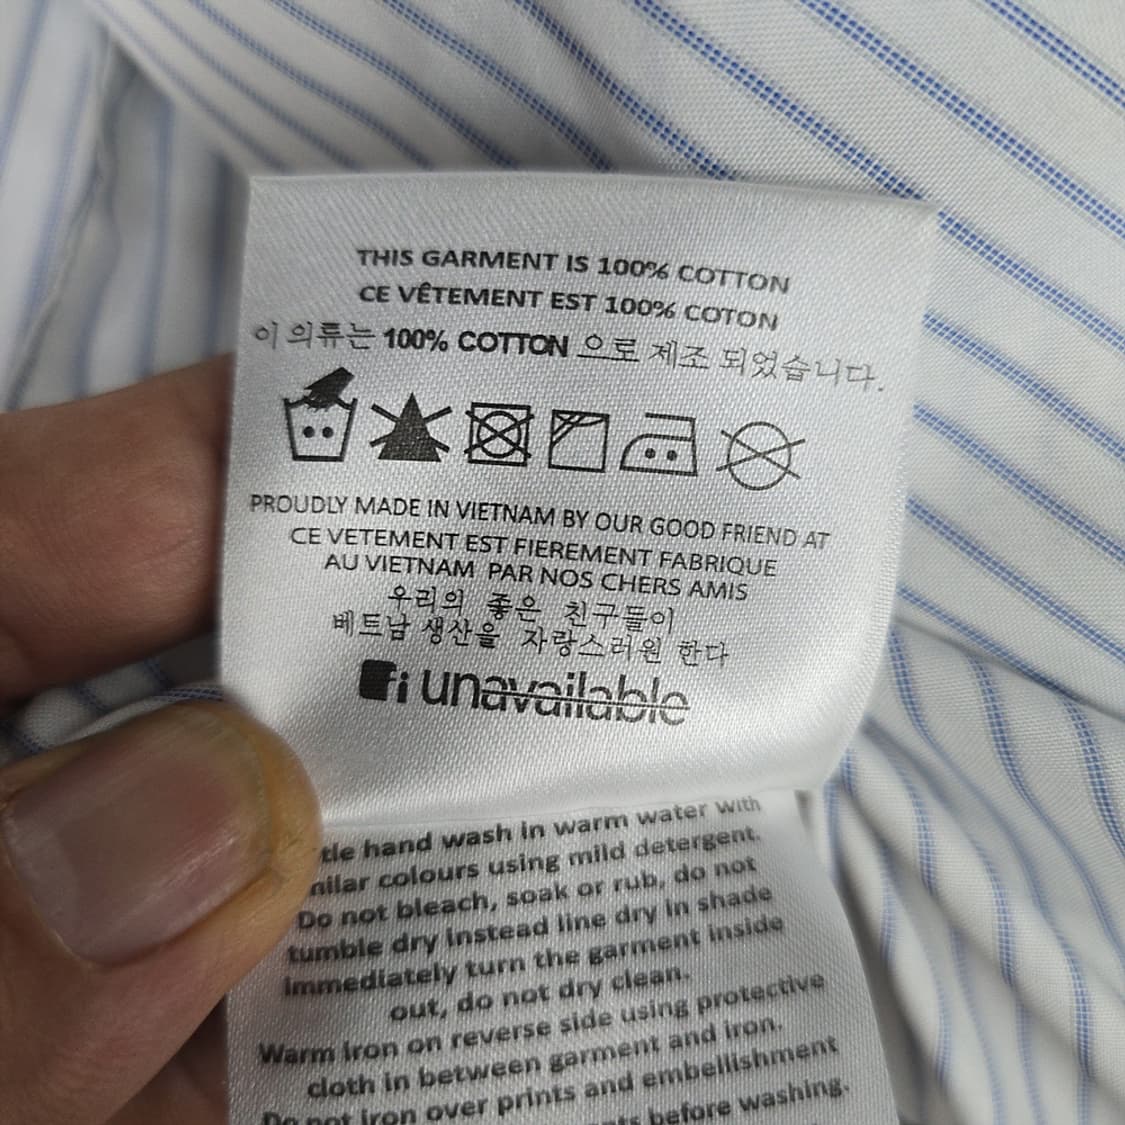 THIS GARMENT IS 100% COTTON
CE VÊTEMENT EST 100% COTON
이 의류는 100% COTTON 으로 제조 되었습니다.
PROUDLY MADE IN VIETNAM BY OUR GOOD FRIEND AT
CE VETEMENT EST FIEREMENT FABRIQUE
AU VIETNAM PAR NOS CHERS AMIS
우리의 좋은 친구들이
베트남 생산을 자랑스러원 한다
unavailable
tle hand wash in warm water with
nilar colours using mild detergent.
Do not bleach, soak or rub, do not
tumble dry instead line dry in shade
immediately turn the garment inside
out, do not dry clean.
Warm iron on reverse side using protective
cloth in between garment and iron.
Do not iron over prints and embellishment
before washing.